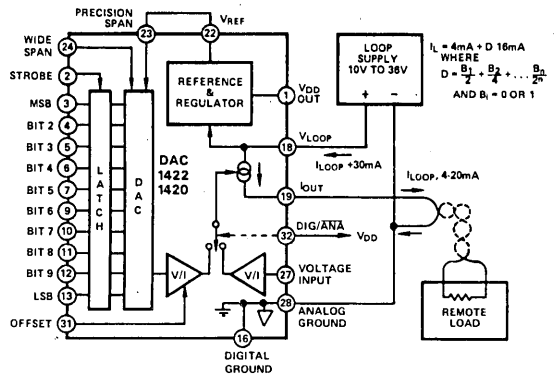 PRECISION
SPAN
VREF
23
22
WIDE
SPAN
24
STROBE
2
MSB
3
BIT 2
4
BIT 3
5
BIT 4
6
BIT 5
7
BIT 6
9
BIT 7
10
BIT 8
11
BIT 9
12
LSB
13
OFFSET
31
LATCH
DAC
DAC
1422
1420
REFERENCE
&
REGULATOR
1
VDD
OUT
18
VLOOP
ILOOP +30mA
19
IOUT
ILOOP, 4-20mA
32
DIG/ANA
VDD
V/I
V/I
27
VOLTAGE
INPUT
28
ANALOG
GROUND
16
DIGITAL
GROUND
LOOP
SUPPLY
10V TO 36V
+
−
IL = 4mA + D 16mA
WHERE
D = B1/2 + B2/4 + . . . Bn/2n
AND Bi = 0 OR 1
REMOTE
LOAD